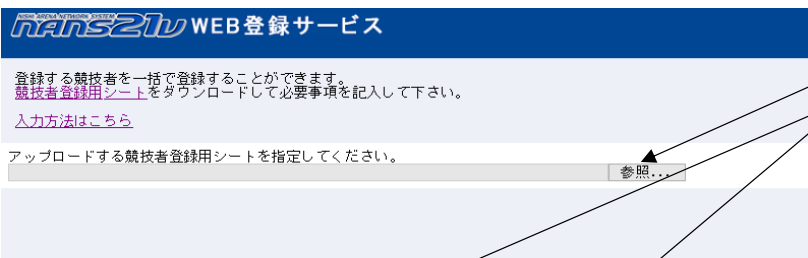 NISHI ARENA NETWORK SYSTEM
NANS21V WEB登録サービス
登録する競技者を一括で登録することができます。
競技者登録用シートをダウンロードして必要事項を記入して下さい。
入力方法はこちら
アップロードする競技者登録用シートを指定してください。
参照...